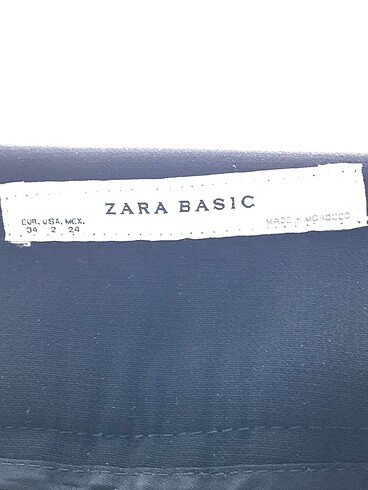 ZARA BASIC
EUR. USA. MEX.
34 2 24
MADE IN MOROCCO